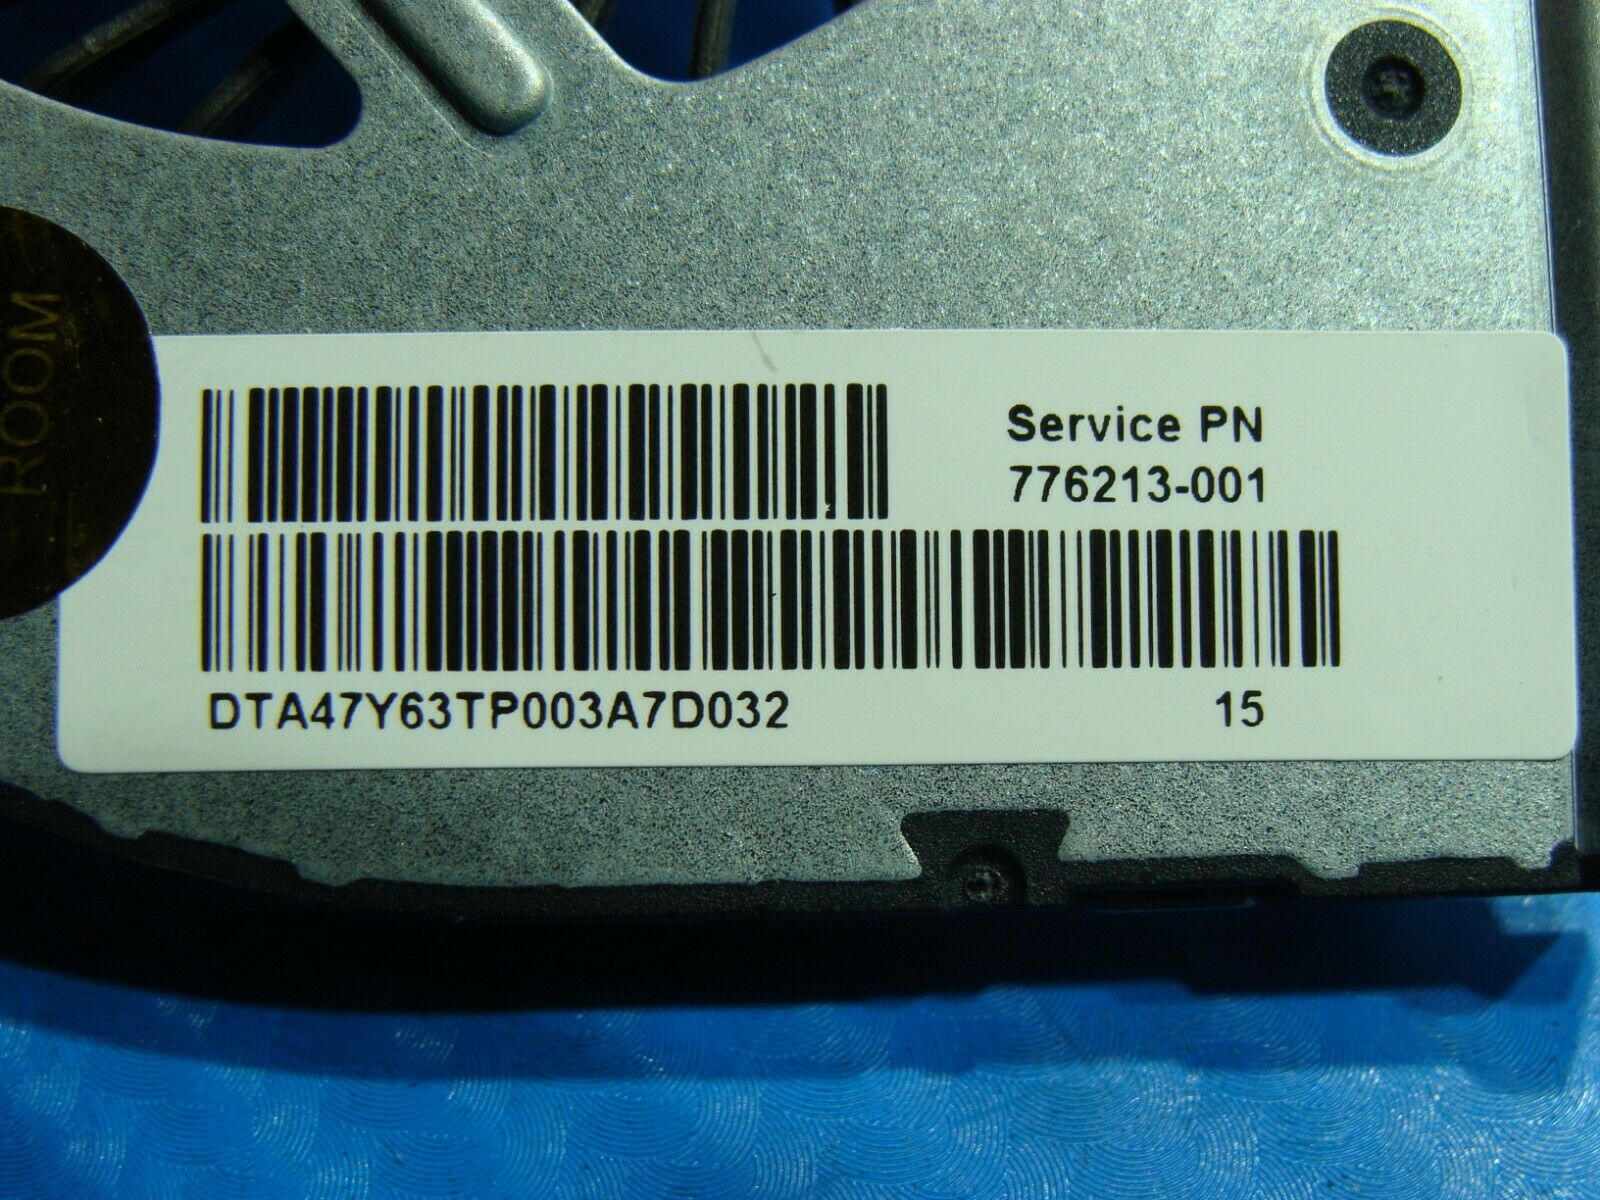 ROOM
Service PN
776213-001
DTA47Y63TP003A7D032 15